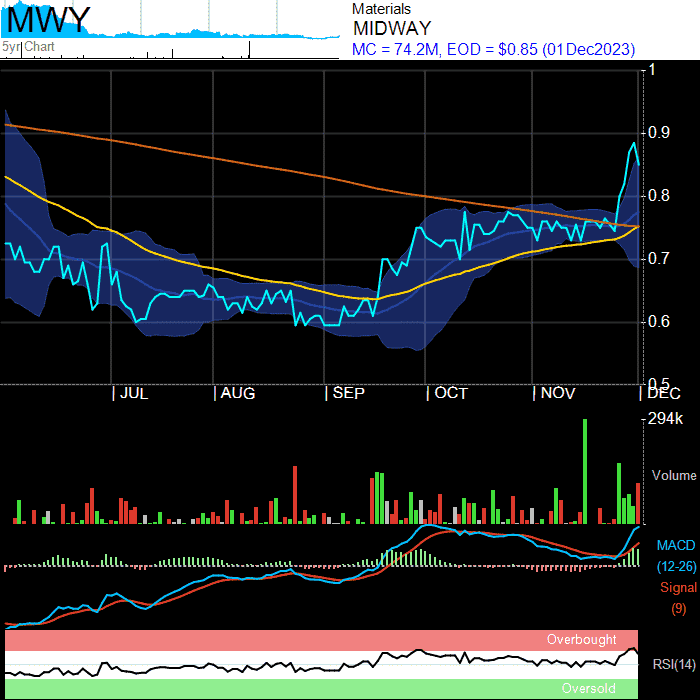 MWY
5yr Chart
Materials
MIDWAY
MC = 74.2M, EOD = $0.85 (01Dec2023)
1
0.9
0.8
0.7
0.6
0.5
JUL
AUG
SEP
OCT
NOV
DEC
294k
Volume
MACD
(12-26)
Signal
(9)
Overbought
RSI(14)
Oversold